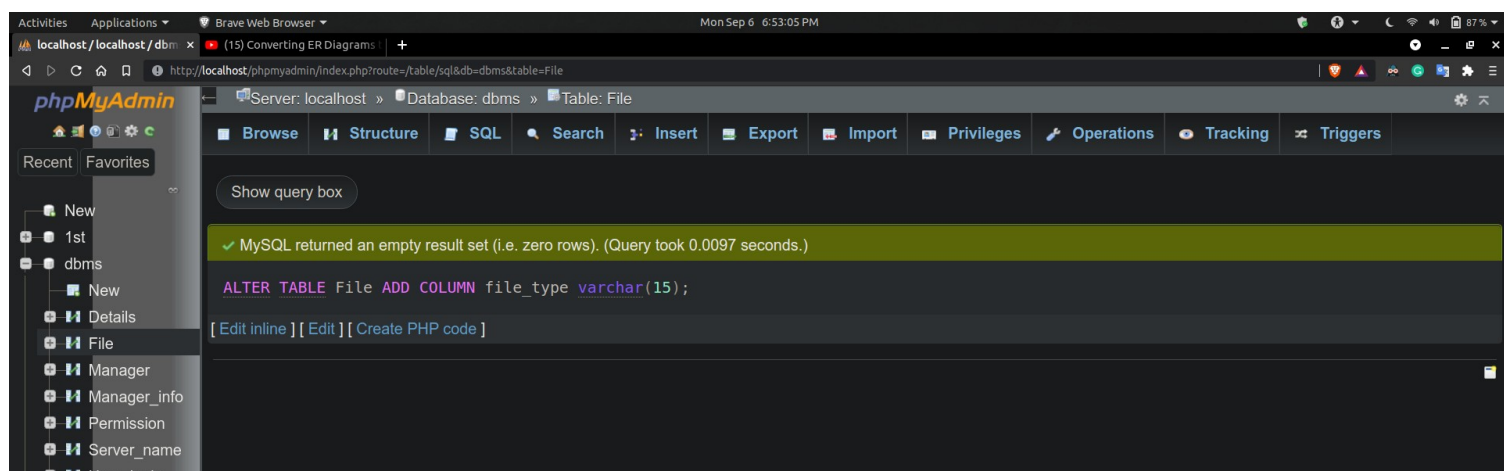 Activities Applications Brave Web Browser Mon Sep 6 6:53:05 PM 87%
localhost / localhost / dbm (15) Converting ER Diagrams
http://localhost/phpmyadmin/index.php?route=/table/sql&db=dbms&table=File
phpMyAdmin
Server: localhost » Database: dbms » Table: File
Browse Structure SQL Search Insert Export Import Privileges Operations Tracking Triggers
Recent Favorites
Show query box
New
1st
dbms
New
Details
File
Manager
Manager_info
Permission
Server_name
✓ MySQL returned an empty result set (i.e. zero rows). (Query took 0.0097 seconds.)
ALTER TABLE File ADD COLUMN file_type varchar(15);
[ Edit inline ] [ Edit ] [ Create PHP code ]